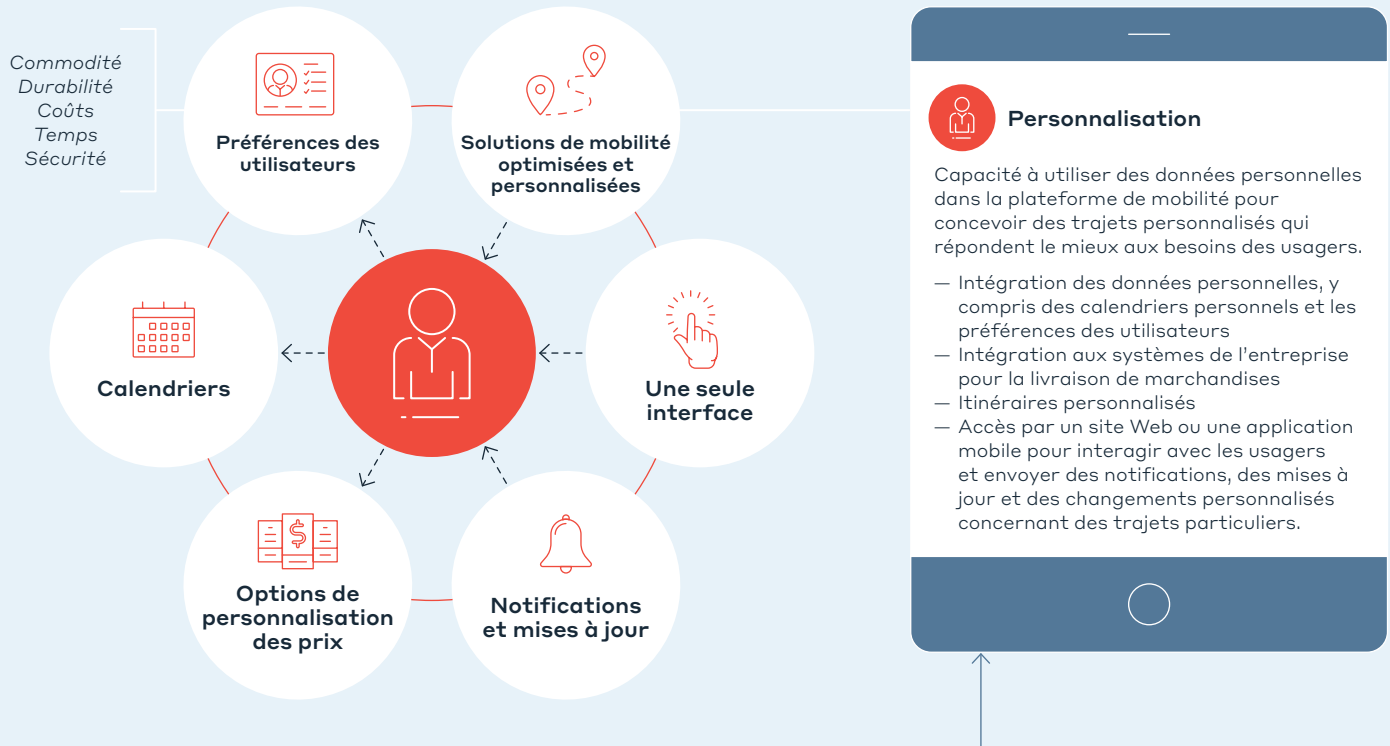 Commodité
Durabilité
Coûts
Temps
Sécurité
Préférences des
utilisateurs
Solutions de mobilité
optimisées et
personnalisées
Calendriers
Une seule
interface
$
Options de
personnalisation
des prix
Notifications
et mises à jour
Personnalisation
Capacité à utiliser des données personnelles
dans la plateforme de mobilité pour
concevoir des trajets personnalisés qui
répondent le mieux aux besoins des usagers.
— Intégration des données personnelles, y
compris des calendriers personnels et les
préférences des utilisateurs
— Intégration aux systèmes de l’entreprise
pour la livraison de marchandises
— Itinéraires personnalisés
— Accès par un site Web ou une application
mobile pour interagir avec les usagers
et envoyer des notifications, des mises à
jour et des changements personnalisés
concernant des trajets particuliers.